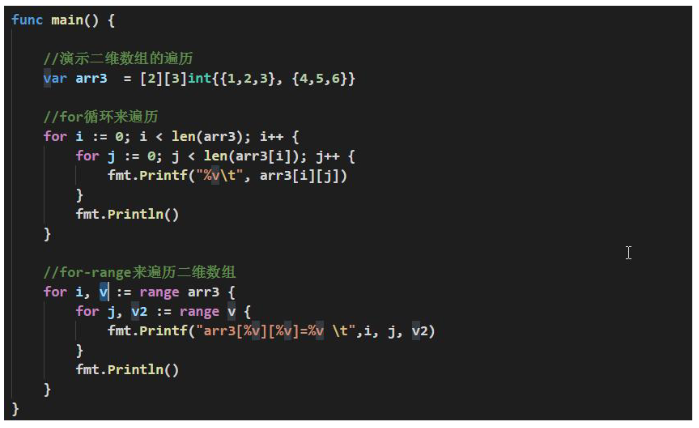 func main() {
//演示二维数组的遍历
var arr3  = [2][3]int{{1,2,3}, {4,5,6}}
//for循环来遍历
for i := 0; i < len(arr3); i++ {
for j := 0; j < len(arr3[i]); j++ {
fmt.Printf("%v\t", arr3[i][j])
}
fmt.Println()
}
//for-range来遍历二维数组
for i, v := range arr3 {
for j, v2 := range v {
fmt.Printf("arr3[%v][%v]=%v \t",i, j, v2)
}
fmt.Println()
}
}